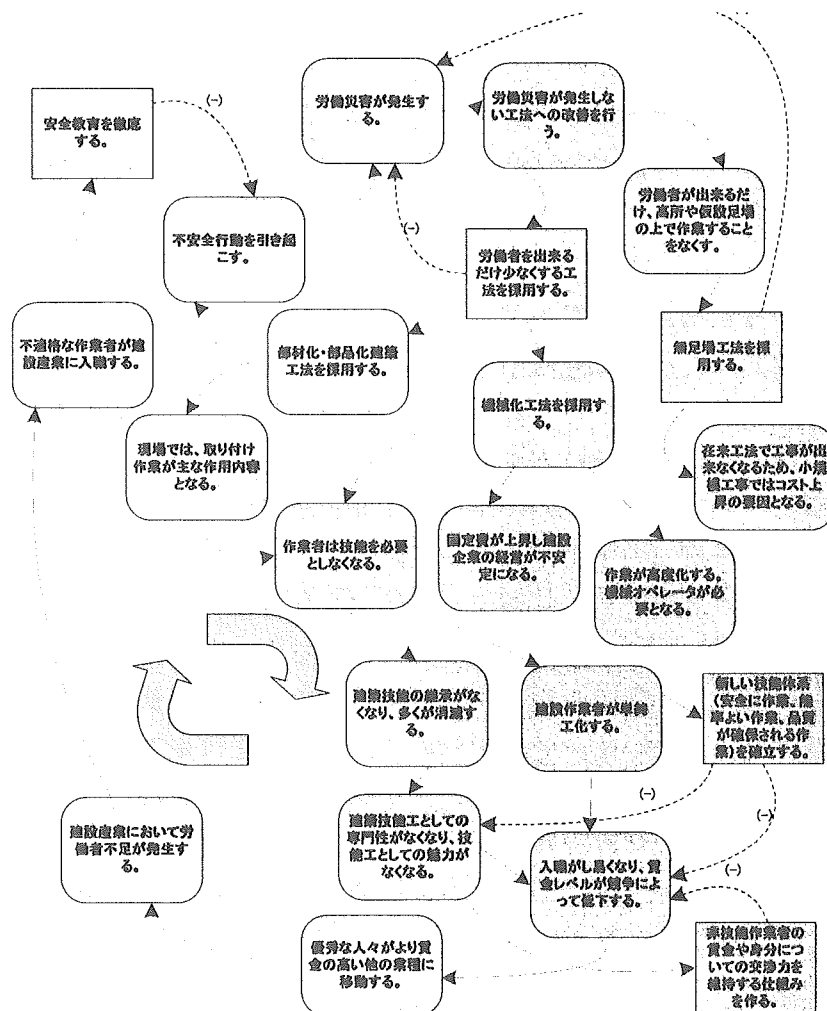 労働災害が発生す
る。
労働災害が発生しな
い工法への改善を行
う。
(-)
安全教育を徹底
する。
労働者が出来るだ
け、高所や仮設足場
の上で作業すること
をなくす。
不安全行動を引き起
こす。
(-)
労働者を出来る
だけ少なくする工
法を採用する。
不適格な作業者が建
設産業に入職する。
部材化・部品化建築
工法を採用する。
無足場工法を採
用する。
機械化工法を採用す
る。
現場では、取り付け
作業が主な作用内容
となる。
在来工法で工事が出
来なくなるため、小規
模工事ではコスト上
昇の要因となる。
作業者は技能を必要
としなくなる。
固定費が上昇し建設
企業の経営が不安
定になる。
作業が高度化する。
機械オペレータが必
要となる。
建築技能の継承がな
くなり、多くが消滅す
る。
建設作業者が単純
工化する。
新しい技能体系
(安全に作業、能
率よい作業、品質
が確保される作
業)を確立する。
(-)
(-)
建設産業において労
働者不足が発生す
る。
建築技能工としての
専門性がなくなり、技
能工としての魅力が
なくなる。
入職がし易くなり、賃
金レベルが競争によ
って低下する。
(-)
優秀な人々がより賃
金の高い他の業種に
移動する。
非技能作業者の
賃金や身分につ
いての交渉力を
維持する仕組み
を作る。